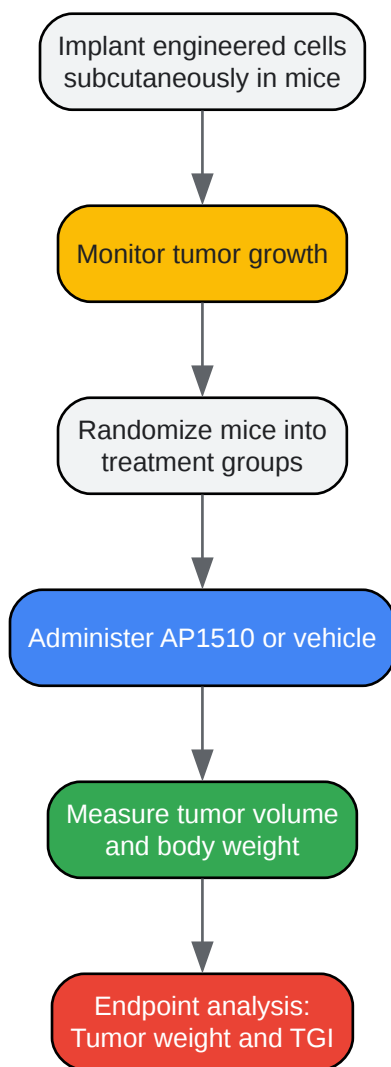 Implant engineered cells
subcutaneously in mice
Monitor tumor growth
Randomize mice into
treatment groups
Administer AP1510 or vehicle
Measure tumor volume
and body weight
Endpoint analysis:
Tumor weight and TGI